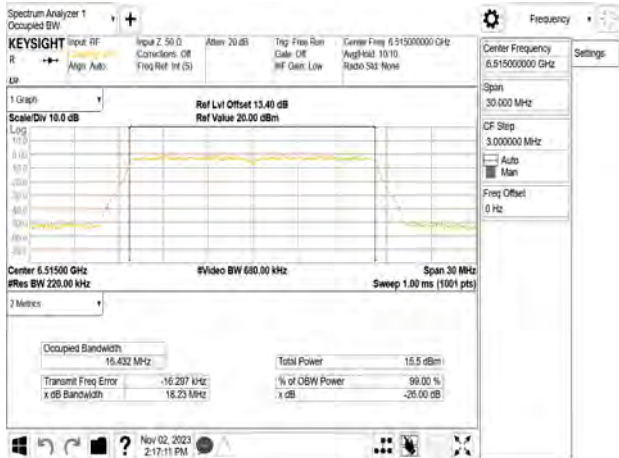 Spectrum Analyzer 1
Occupied BW
+
Frequency
KEYSIGHT
R
Input: RF
Align: Auto
Input Z: 50 Ω
Corrections: Off
Freq Ref: Int (S)
Atten: 20 dB
Trig: Free Run
Gate: Off
#IF Gain: Low
Center Freq: 6.515000000 GHz
Avg|Hold: 10/10
Radio Std: None
Center Frequency
6.515000000 GHz
Settings
Span
30.000 MHz
CF Step
3.000000 MHz
Auto
Man
Freq Offset
0 Hz
1 Graph
Scale/Div 10.0 dB
Ref Lvl Offset 13.40 dB
Ref Value 20.00 dBm
Log
10.0
0.00
Center 6.51500 GHz
#Res BW 220.00 kHz
#Video BW 680.00 kHz
Span 30 MHz
Sweep 1.00 ms (1001 pts)
2 Metrics
Occupied Bandwidth
16.432 MHz
Total Power 15.5 dBm
Transmit Freq Error -16.297 kHz
% of OBW Power 99.00 %
x dB Bandwidth 18.23 MHz
x dB -26.00 dB
?
Nov 02, 2023
2:17:11 PM